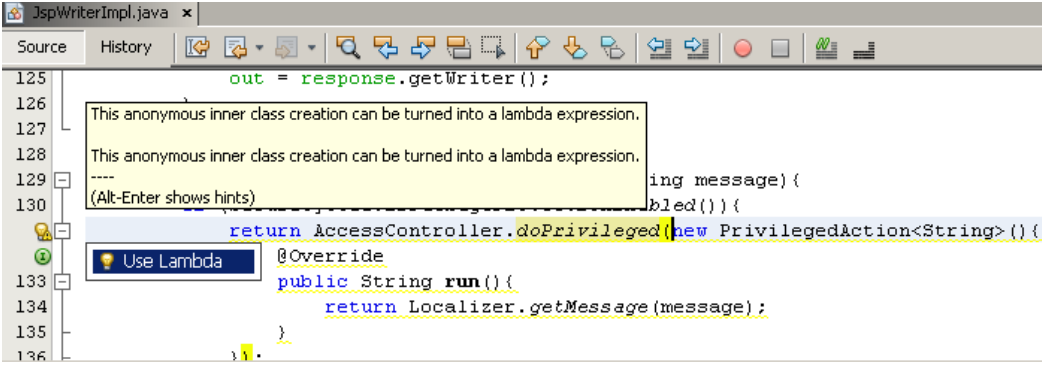 JspWriterImpl.java x
Source History
125 out = response.getWriter();
126
127
128
129 ing message){
130 bled()){
This anonymous inner class creation can be turned into a lambda expression.
This anonymous inner class creation can be turned into a lambda expression.
----
(Alt-Enter shows hints)
return AccessController.doPrivileged(new PrivilegedAction<String>(){
Use Lambda
@Override
133 public String run(){
134 return Localizer.getMessage(message);
135 }
136 });